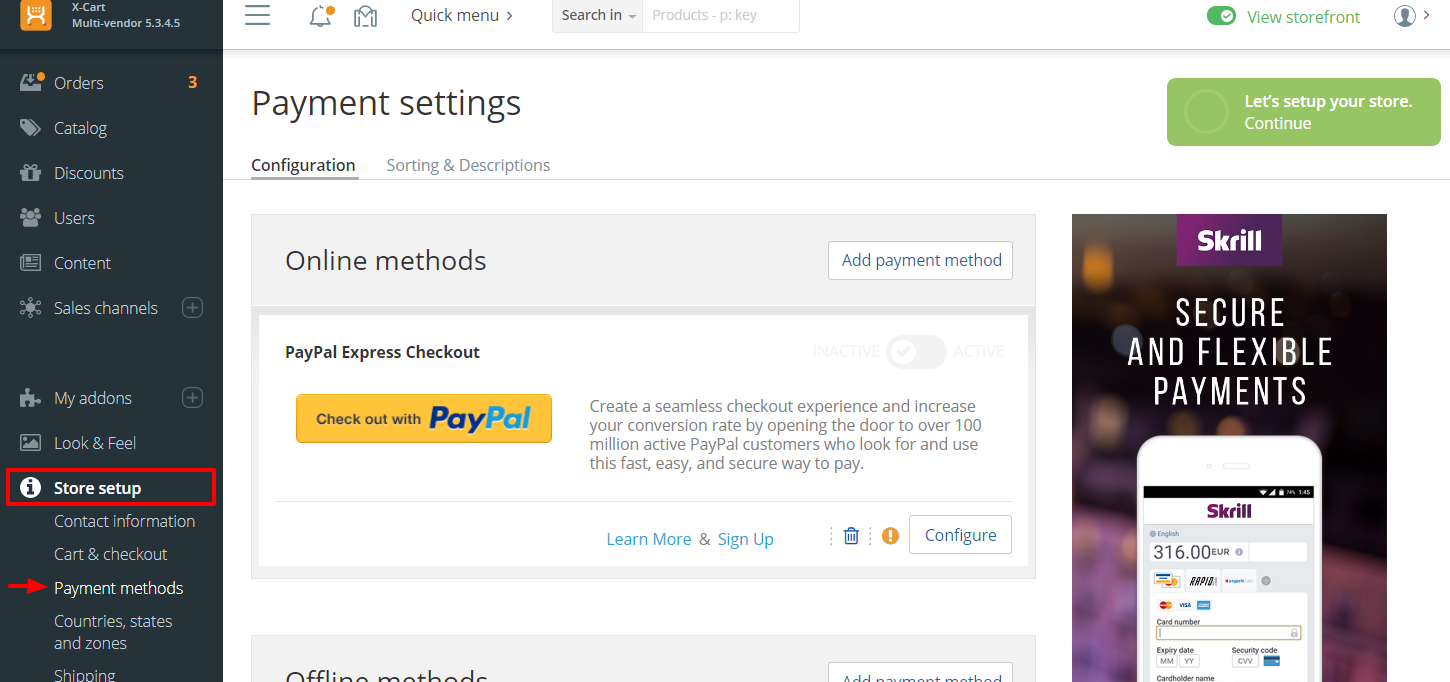 X-Cart
Multi-vendor 5.3.4.5
Quick menu
Search in
Products - p: key
View storefront
Orders
3
Catalog
Discounts
Users
Content
Sales channels
My addons
Look & Feel
Store setup
Contact information
Cart & checkout
Payment methods
Countries, states
and zones
Shipping
Payment settings
Let's setup your store.
Continue
Configuration
Sorting & Descriptions
Online methods
Add payment method
PayPal Express Checkout
INACTIVE
ACTIVE
Check out with PayPal
Create a seamless checkout experience and increase
your conversion rate by opening the door to over 100
million active PayPal customers who look for and use
this fast, easy, and secure way to pay.
Learn More & Sign Up
Configure
Offline methods
Add payment method
Skrill
SECURE
AND FLEXIBLE
PAYMENTS
74% 1:45
Skrill
English
316.00 EUR
RAPID
VISA
Card number
Expiry date
Security code
MM
YY
CVV
Cardholder name